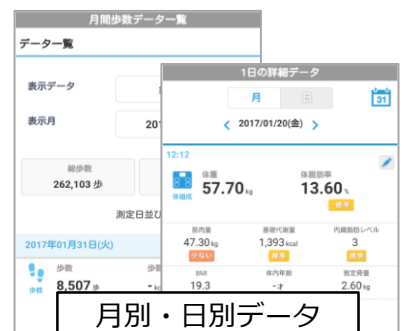 月間歩数データ一覧
データ一覧
表示データ
表示月
総歩数
262,103 歩
2017年01月31日(火)
歩数
歩数
8,507 歩
1日の詳細データ
月
日
31
2017/01/20(金)
12:12
体組成
体重
57.70 kg
体脂肪率
13.60 %
標準
筋肉量
47.30 kg
少ない
基礎代謝量
1,393 kcal
標準
内臓脂肪レベル
3
標準
BMI
19.3
体内年齢
-才
推定骨量
2.60 kg
月別・日別データ